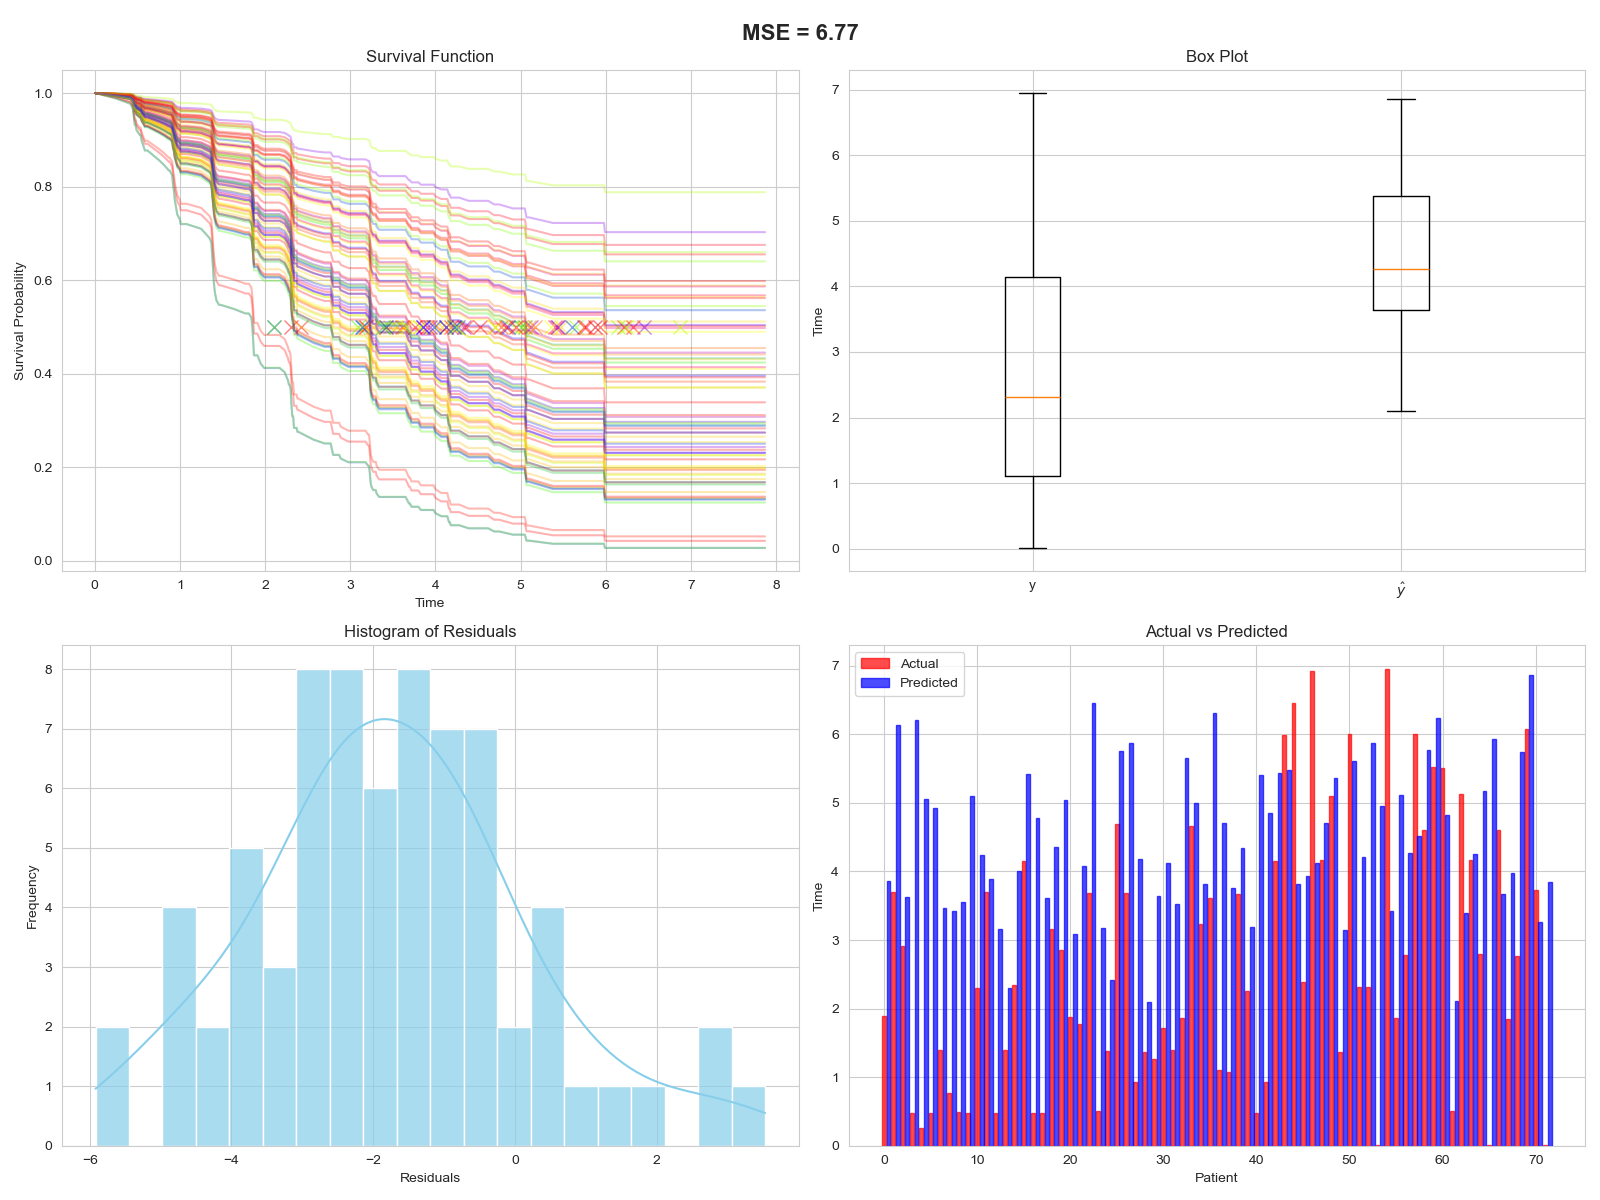 MSE = 6.77
Survival Function
Survival Probability
1.0
0.8
0.6
0.4
0.2
0.0
0 1 2 3 4 5 6 7 8
Time
Box Plot
Time
7
6
5
4
3
2
1
0
y ŷ
Histogram of Residuals
Frequency
8
7
6
5
4
3
2
1
0
−6 −4 −2 0 2
Residuals
Actual vs Predicted
Actual
Predicted
Time
7
6
5
4
3
2
1
0
0 10 20 30 40 50 60 70
Patient